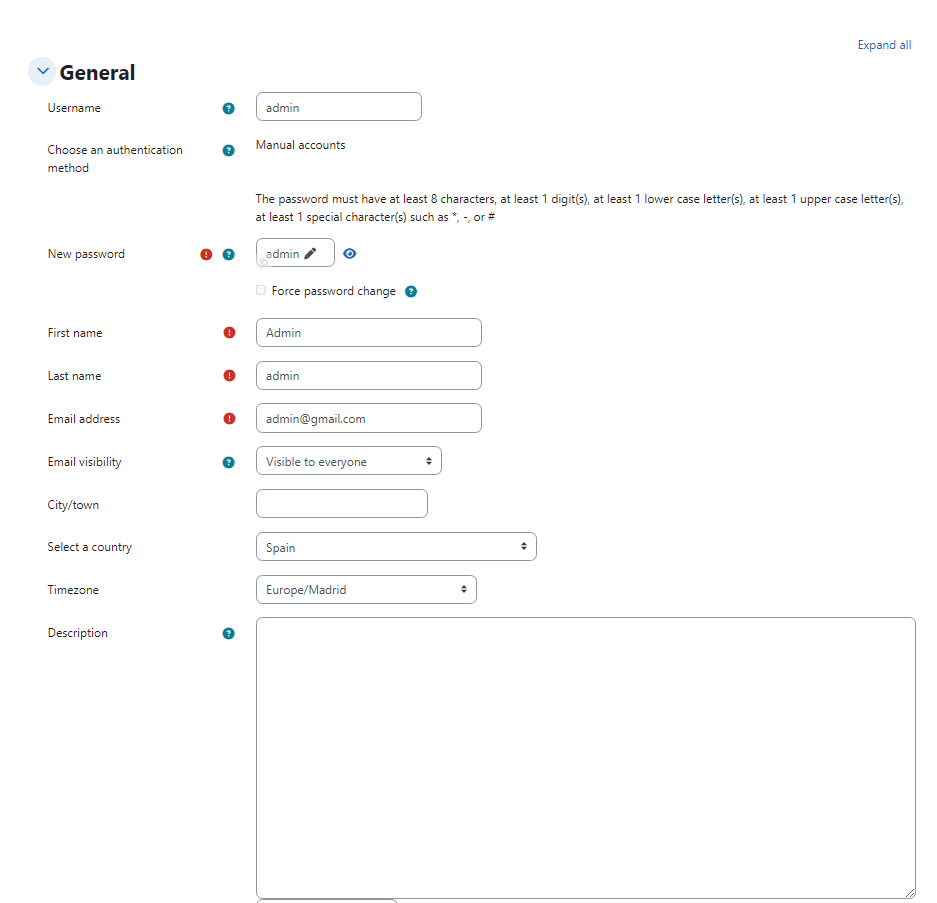 Expand all
General
Username
admin
Choose an authentication
method
Manual accounts
The password must have at least 8 characters, at least 1 digit(s), at least 1 lower case letter(s), at least 1 upper case letter(s),
at least 1 special character(s) such as *, -, or #
New password
admin
Force password change
First name
Admin
Last name
admin
Email address
admin@gmail.com
Email visibility
Visible to everyone
City/town
Select a country
Spain
Timezone
Europe/Madrid
Description